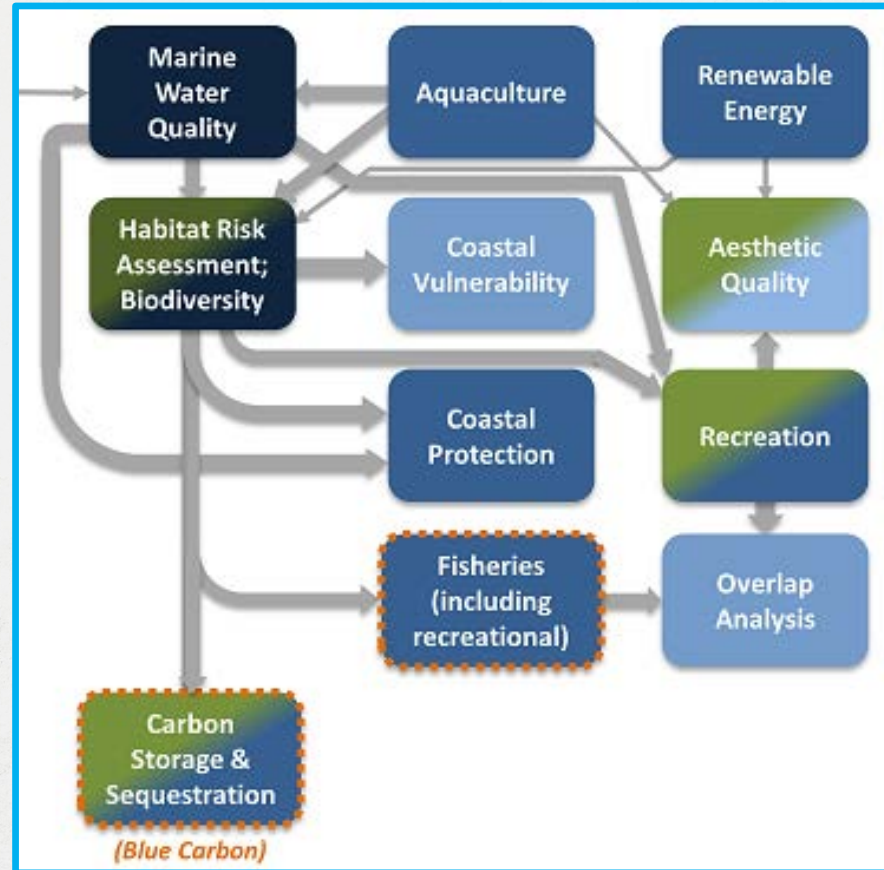 Marine
Water
Quality
Aquaculture
Renewable
Energy
Habitat Risk
Assessment;
Biodiversity
Coastal
Vulnerability
Aesthetic
Quality
Coastal
Protection
Recreation
Fisheries
(including
recreational)
Overlap
Analysis
Carbon
Storage &
Sequestration
(Blue Carbon)